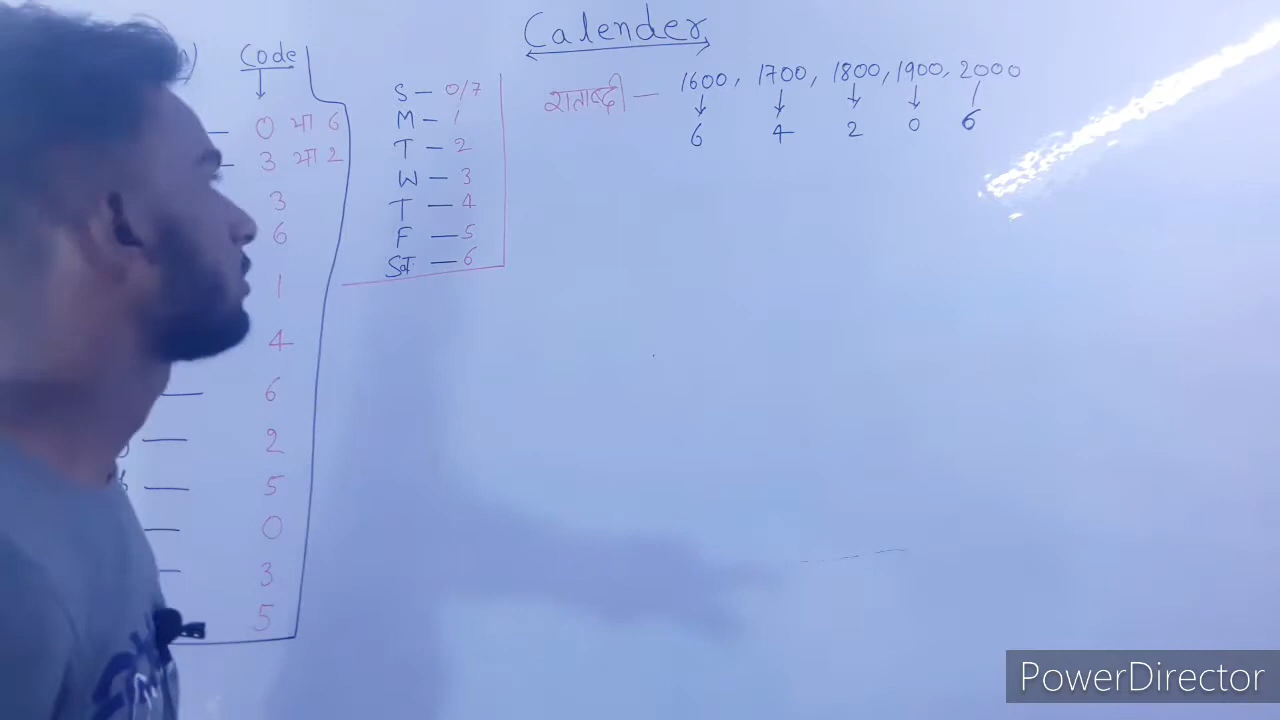 Calender
Code
0 या 6
3 या 2
3
6
1
4
6
2
5
0
3
5
S — 0/7
M — 1
T — 2
W — 3
T — 4
F — 5
Sat. — 6
शताब्दी — 1600, 1700, 1800, 1900, 2000
6 4 2 0 6
PowerDirector